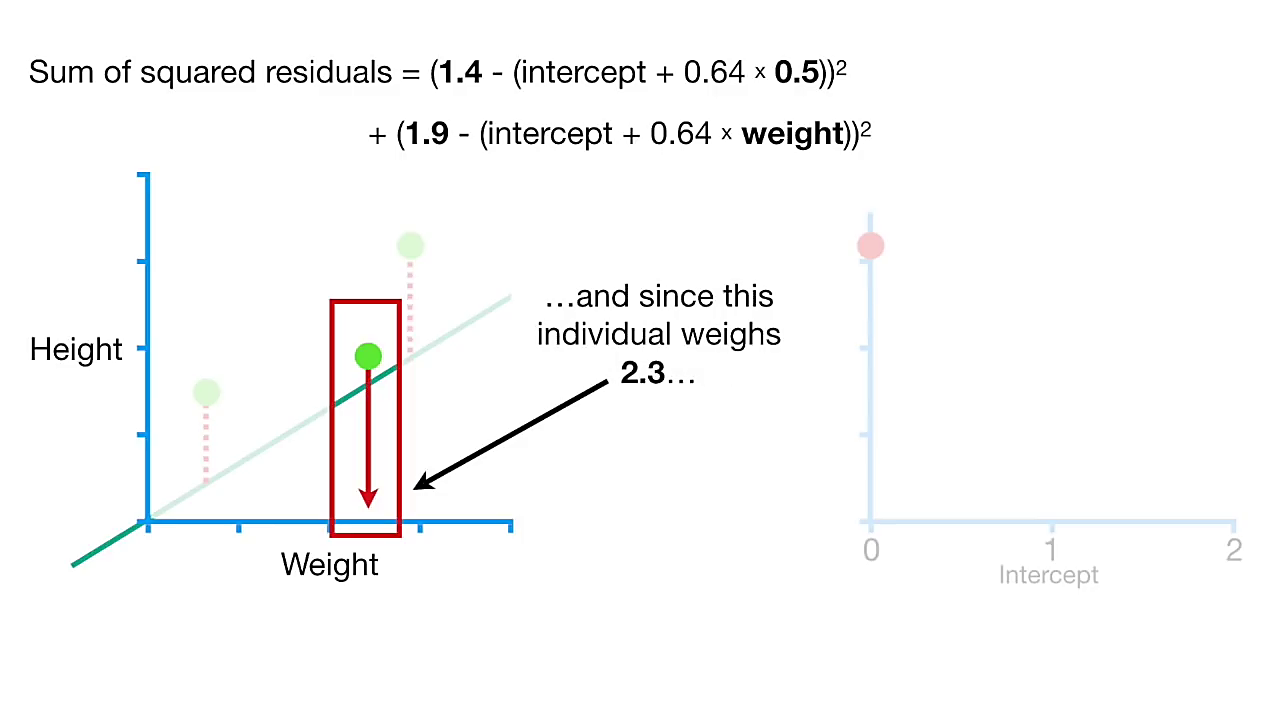 Sum of squared residuals = (1.4 - (intercept + 0.64 × 0.5))²
+ (1.9 - (intercept + 0.64 × weight))²
Height
…and since this
individual weighs
2.3…
Weight
0 1 2
Intercept